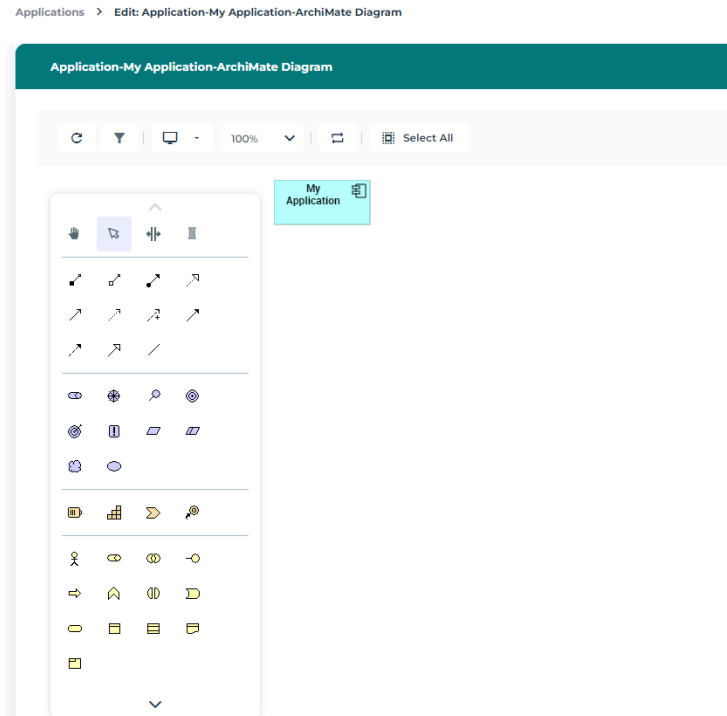 Applications > Edit: Application-My Application-ArchiMate Diagram
Application-My Application-ArchiMate Diagram
100% Select All
My
Application